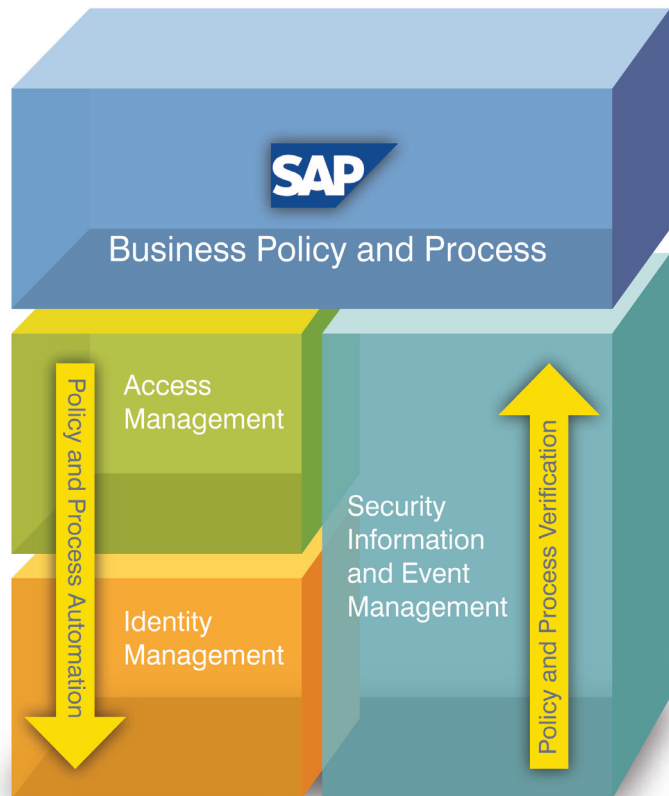 SAP
Business Policy and Process
Access
Management
Policy and Process Automation
Identity
Management
Security
Information
and Event
Management
Policy and Process Verification